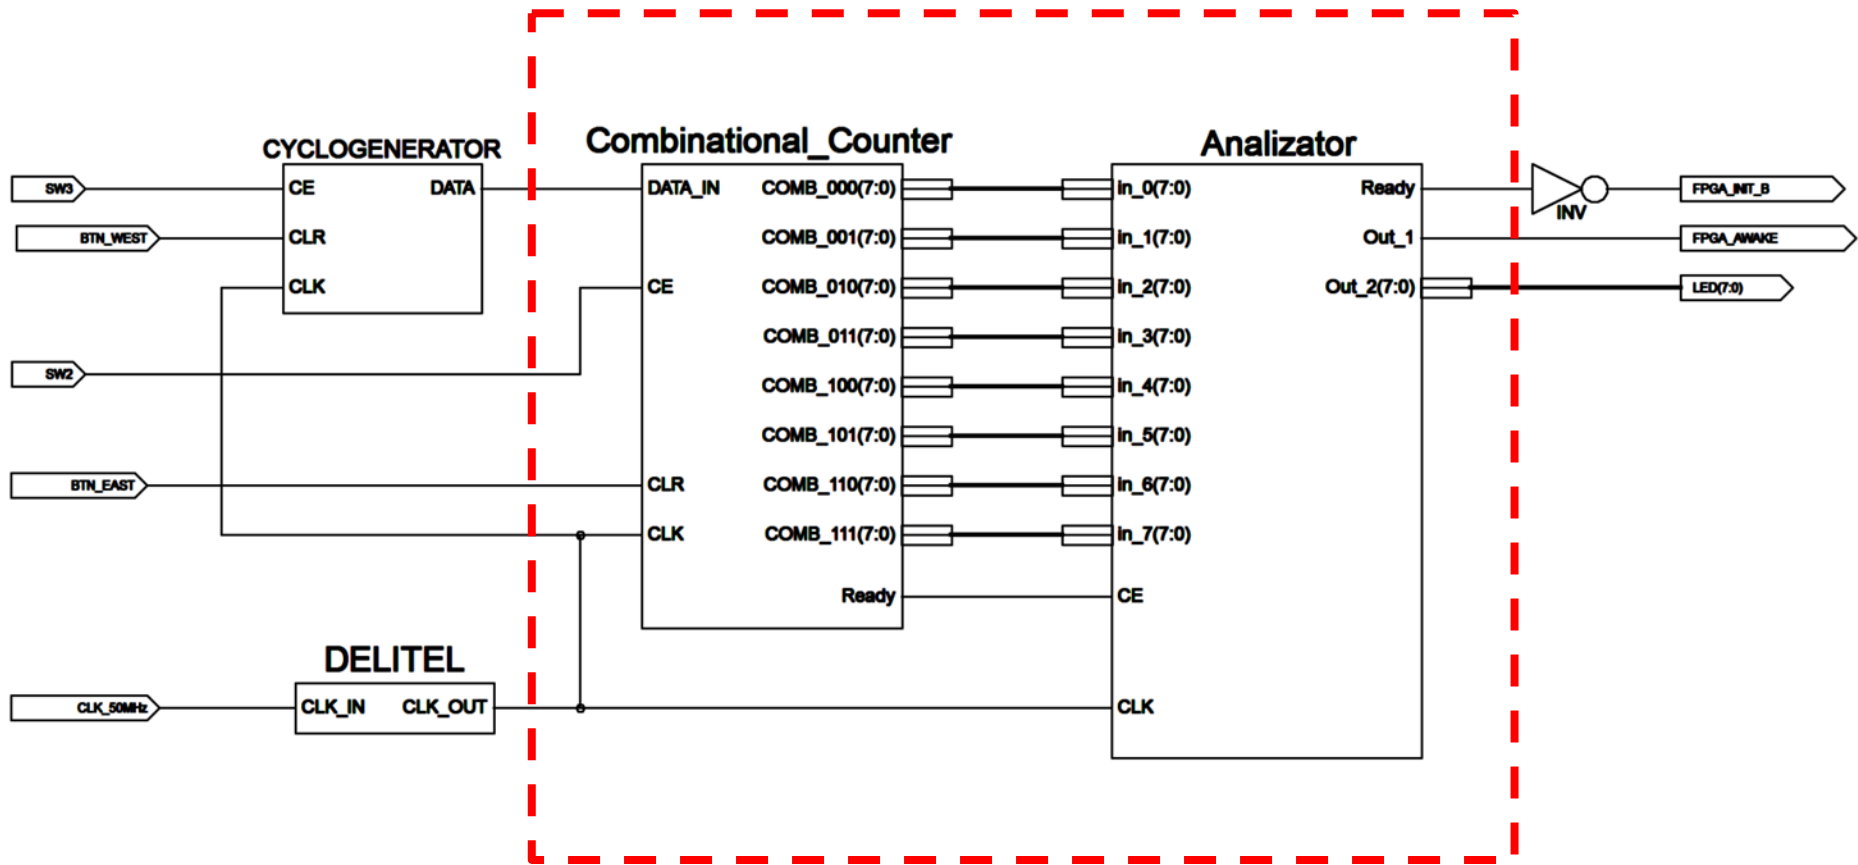 Combinational_Counter
Analizator
CYCLOGENERATOR
SW3
CE
DATA
DATA_IN
COMB_000(7:0)
in_0(7:0)
Ready
INV
FPGA_INIT_B
BTN_WEST
CLR
COMB_001(7:0)
in_1(7:0)
Out_1
FPGA_AWAKE
CLK
CE
COMB_010(7:0)
in_2(7:0)
Out_2(7:0)
LED(7:0)
COMB_011(7:0)
in_3(7:0)
SW2
COMB_100(7:0)
in_4(7:0)
COMB_101(7:0)
in_5(7:0)
BTN_EAST
CLR
COMB_110(7:0)
in_6(7:0)
CLK
COMB_111(7:0)
in_7(7:0)
Ready
CE
DELITEL
CLK_50MHz
CLK_IN
CLK_OUT
CLK